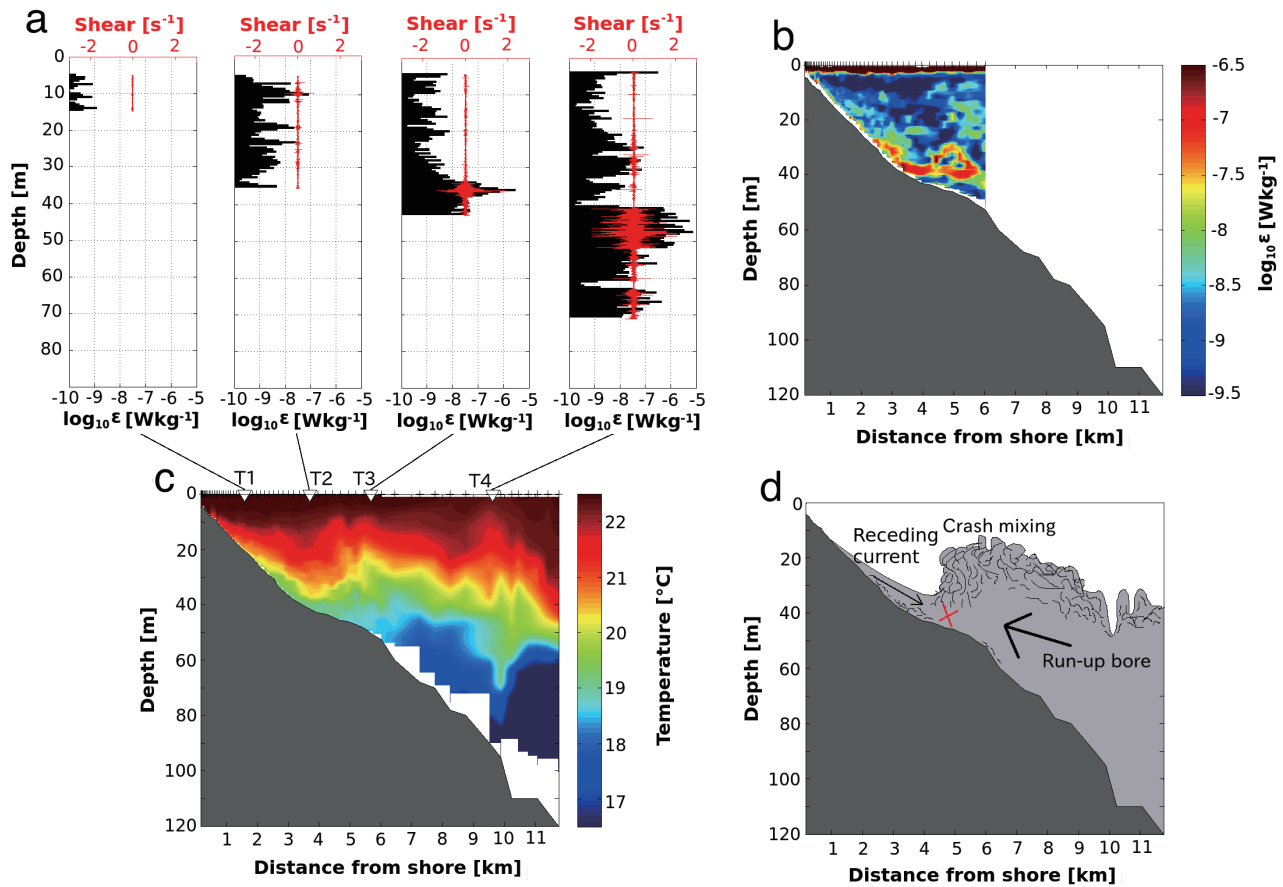 a
Shear [s⁻¹]
Shear [s⁻¹]
Shear [s⁻¹]
Shear [s⁻¹]
-2 0 2
-2 0 2
-2 0 2
-2 0 2
0
10
20
30
40
50
60
70
80
Depth [m]
-10 -9 -8 -7 -6 -5
-10 -9 -8 -7 -6 -5
-10 -9 -8 -7 -6 -5
-10 -9 -8 -7 -6 -5
log₁₀ε [Wkg⁻¹]
log₁₀ε [Wkg⁻¹]
log₁₀ε [Wkg⁻¹]
log₁₀ε [Wkg⁻¹]
b
0
20
40
60
80
100
120
Depth [m]
1 2 3 4 5 6 7 8 9 10 11
Distance from shore [km]
-6.5
-7
-7.5
-8
-8.5
-9
-9.5
log₁₀ε [Wkg⁻¹]
c
T1 T2 T3 T4
0
20
40
60
80
100
120
Depth [m]
1 2 3 4 5 6 7 8 9 10 11
Distance from shore [km]
22
21
20
19
18
17
Temperature [°C]
d
0
20
40
60
80
100
120
Depth [m]
Receding
current
Crash mixing
Run-up bore
1 2 3 4 5 6 7 8 9 10 11
Distance from shore [km]